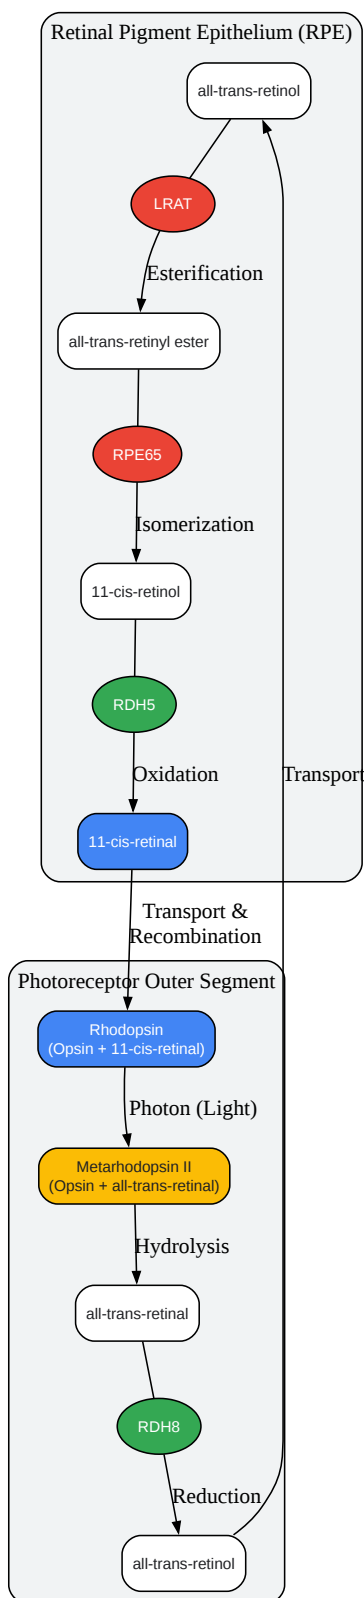 Retinal Pigment Epithelium (RPE)
all-trans-retinol
LRAT
Esterification
all-trans-retinyl ester
RPE65
Isomerization
11-cis-retinol
RDH5
Oxidation
Transport
11-cis-retinal
Transport &
Recombination
Photoreceptor Outer Segment
Rhodopsin
(Opsin + 11-cis-retinal)
Photon (Light)
Metarhodopsin II
(Opsin + all-trans-retinal)
Hydrolysis
all-trans-retinal
RDH8
Reduction
all-trans-retinol